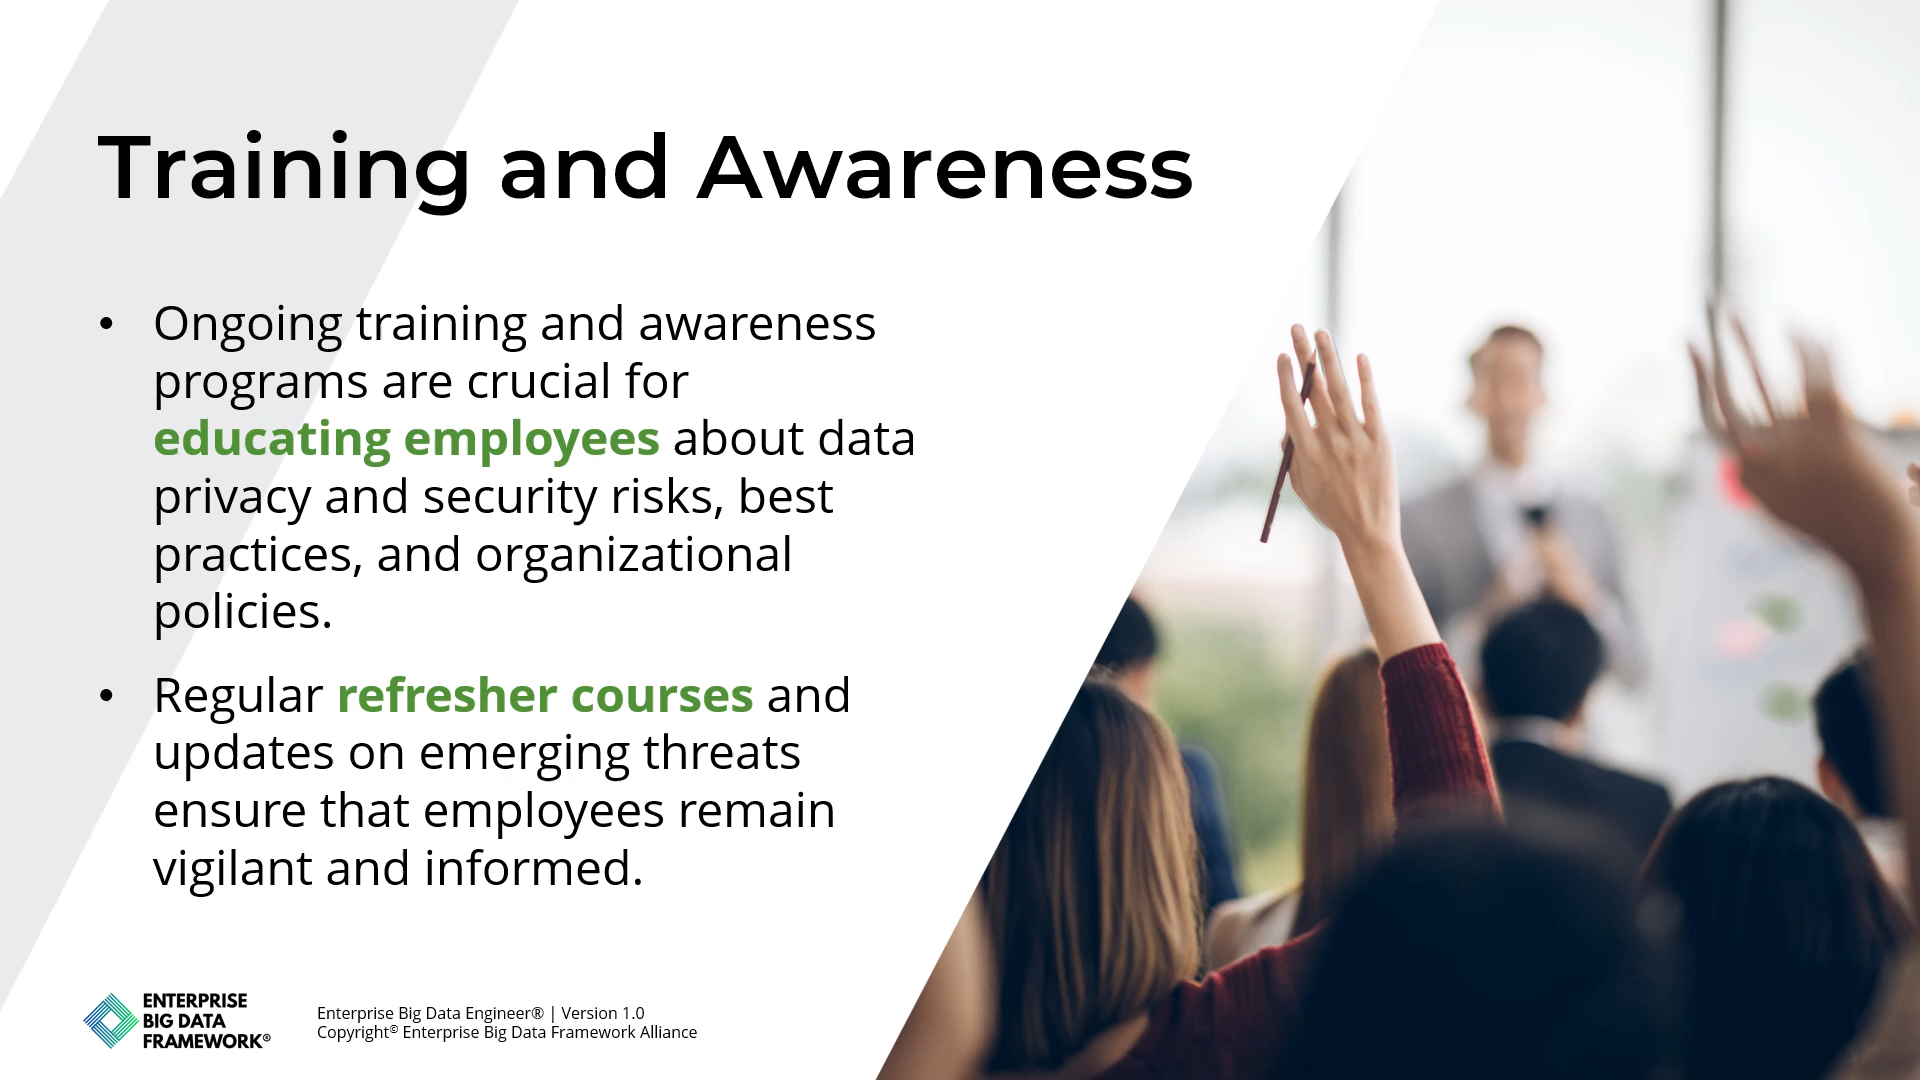 Training and Awareness
• Ongoing training and awareness
programs are crucial for
educating employees about data
privacy and security risks, best
practices, and organizational
policies.
• Regular refresher courses and
updates on emerging threats
ensure that employees remain
vigilant and informed.
ENTERPRISE
BIG DATA
FRAMEWORK®
Enterprise Big Data Engineer® | Version 1.0
Copyright© Enterprise Big Data Framework Alliance